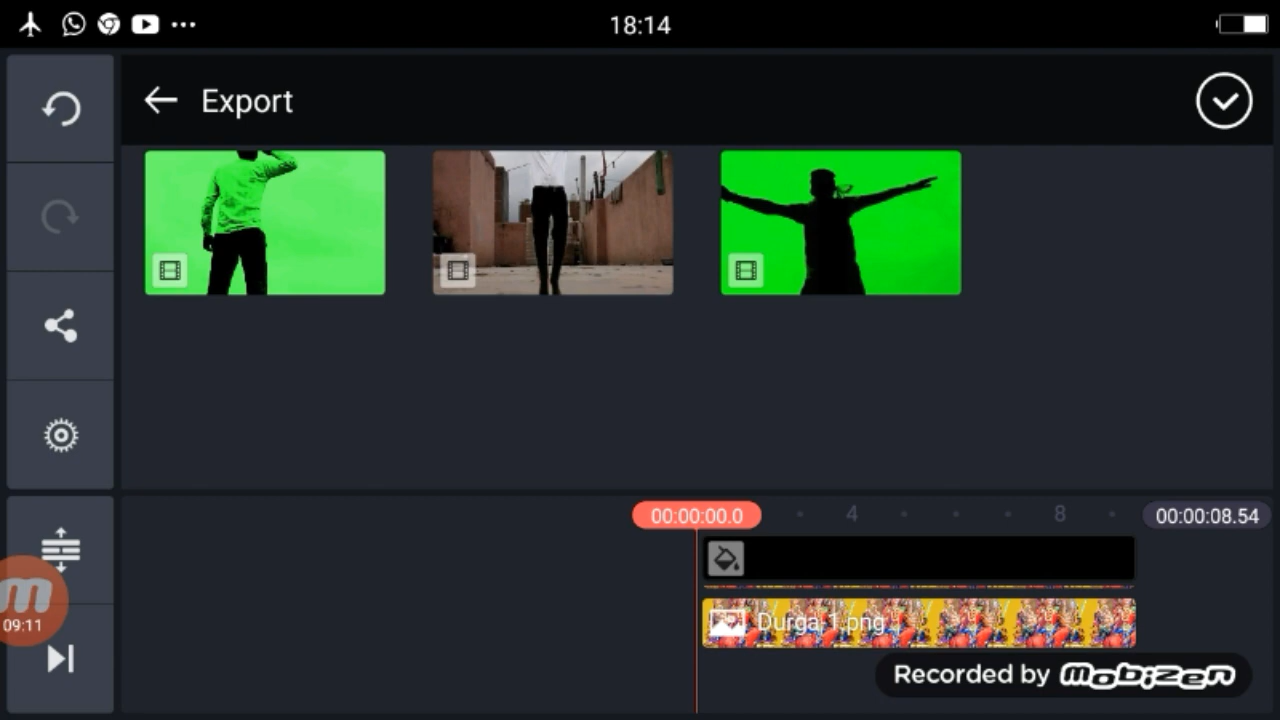 18:14
Export
00:00:00.0
4
8
00:00:08.54
Durga-1.png
09:11
Recorded by mobizen